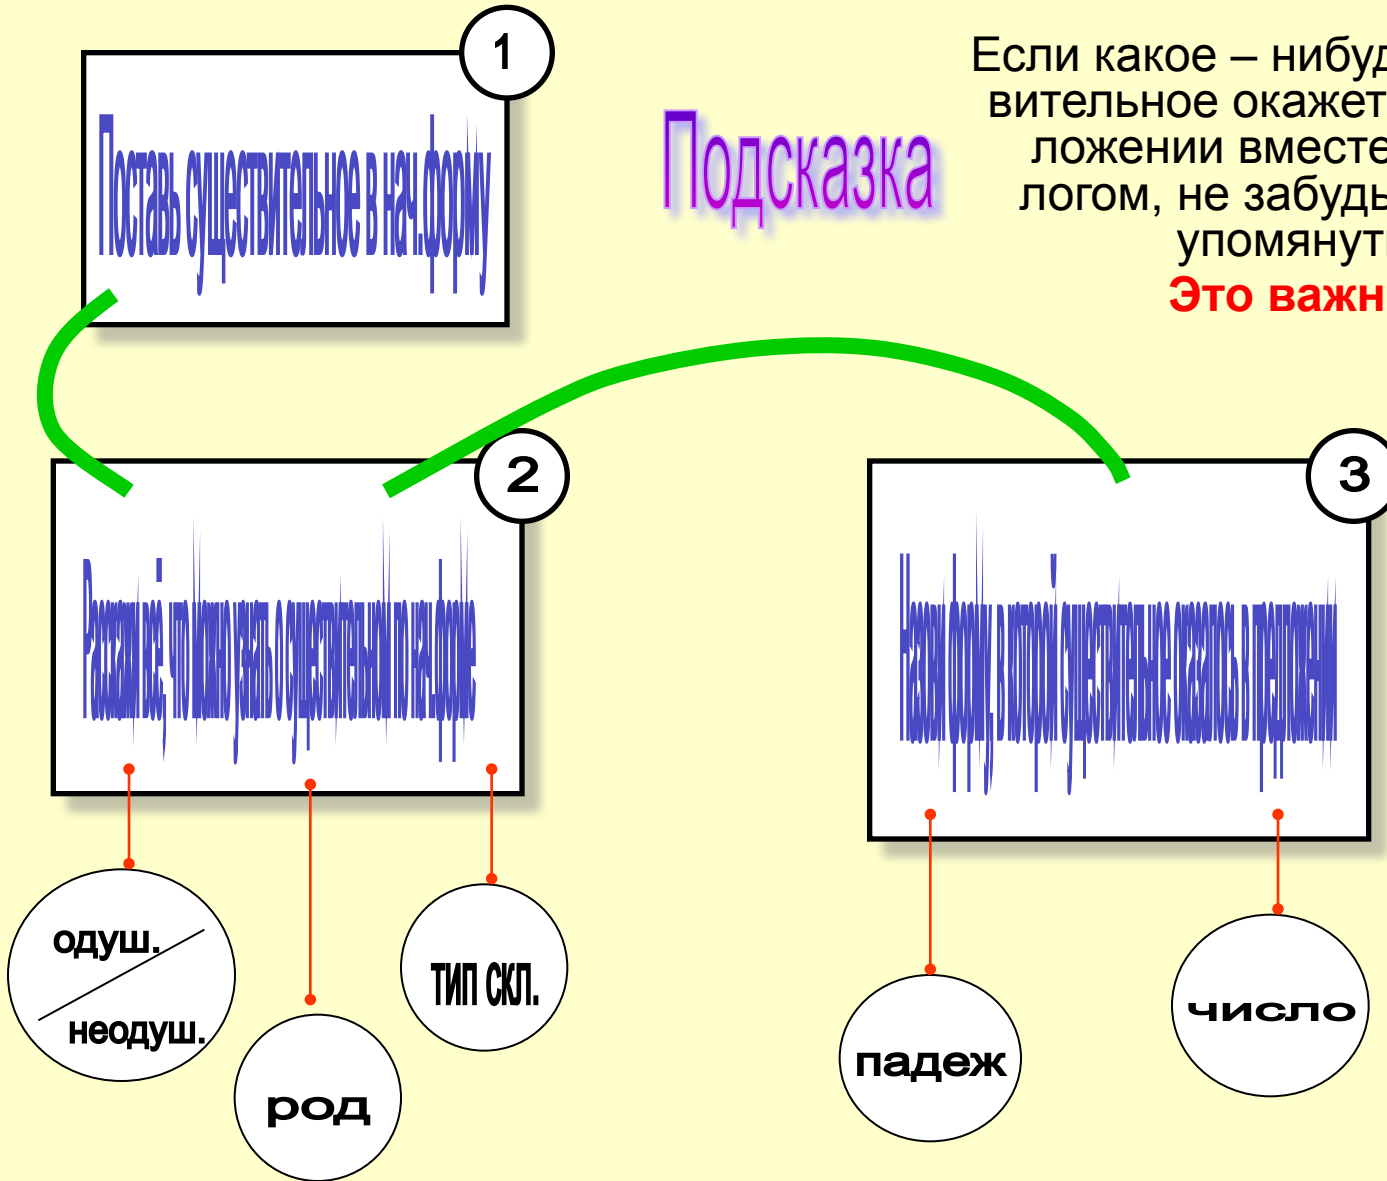 1
Поставь существительное в нач.форму
Подсказка
Если какое – нибуд
вительное окажет
ложении вместе
логом, не забудь
упомянут
Это важн
2
Расскажи всё, что можно узнать о существительном по нач.форме
одуш.
неодуш.
род
тип скл.
3
Назови форму, в которой существительное оказалось в предложении
падеж
число